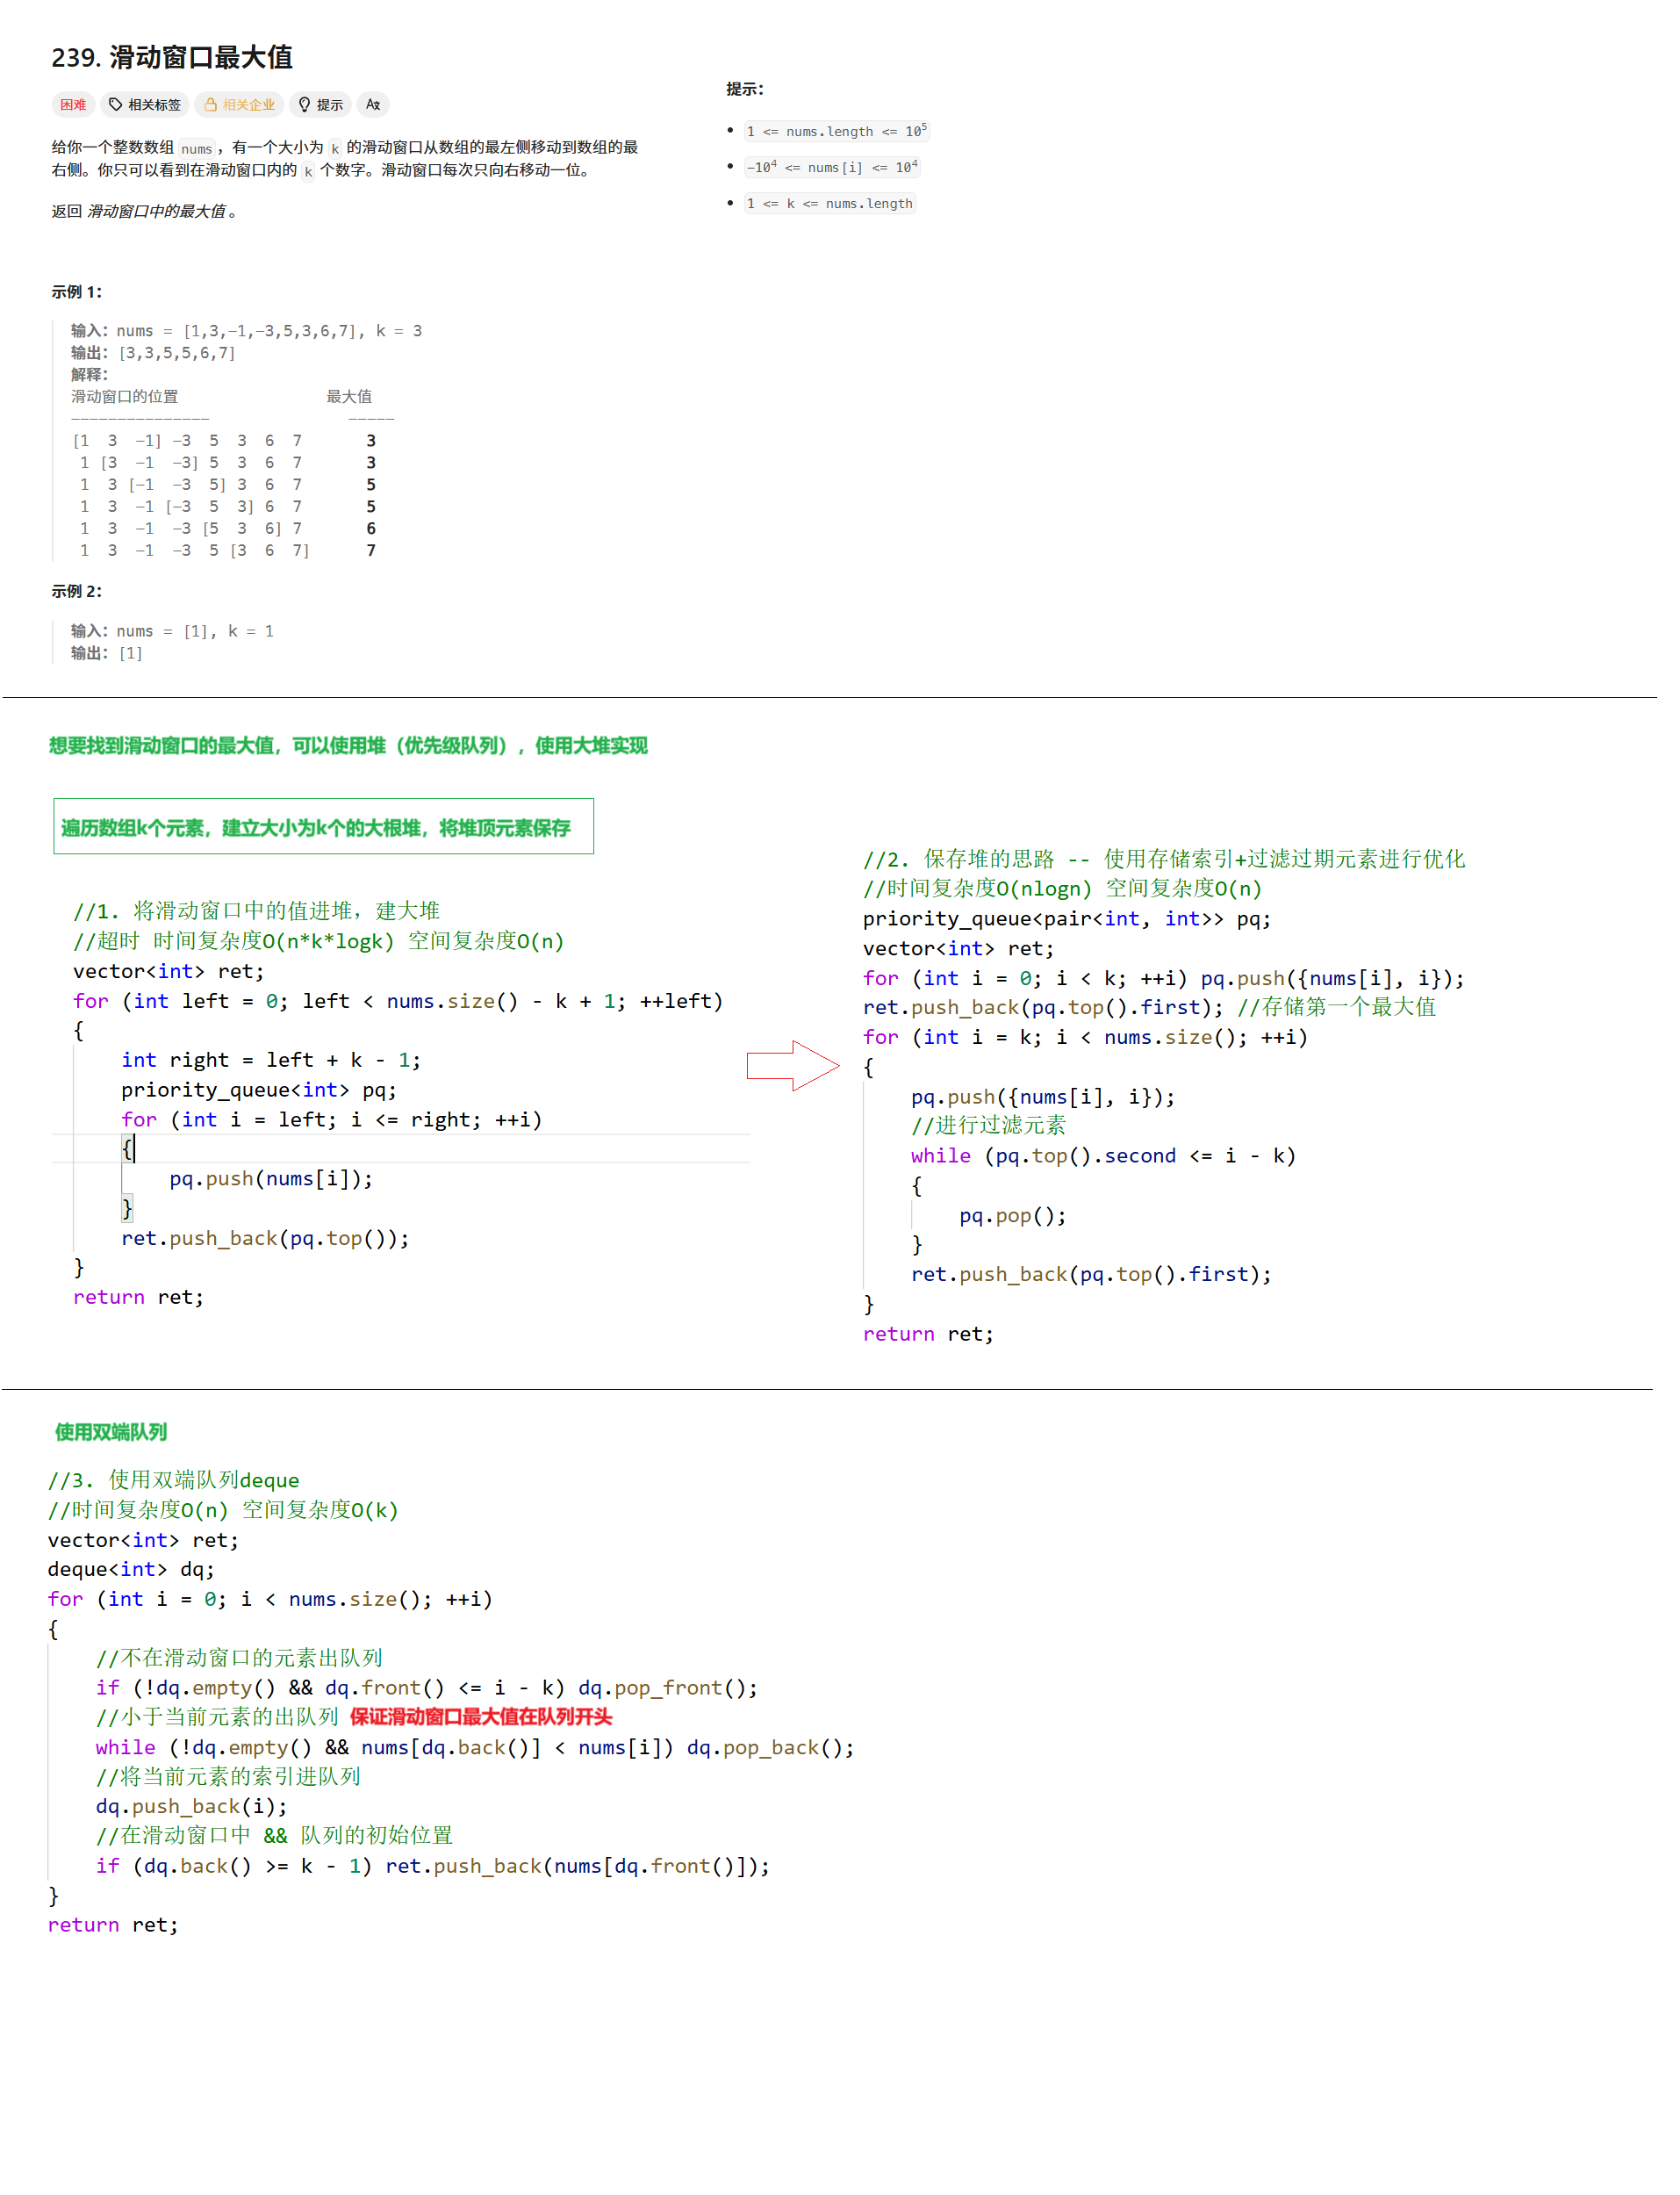 239. 滑动窗口最大值
困难 相关标签 相关企业 提示 A文
给你一个整数数组 nums，有一个大小为 k 的滑动窗口从数组的最左侧移动到数组的最
右侧。你只可以看到在滑动窗口内的 k 个数字。滑动窗口每次只向右移动一位。
返回 滑动窗口中的最大值 。
提示：
1 <= nums.length <= 10^5
-10^4 <= nums[i] <= 10^4
1 <= k <= nums.length
示例 1：
输入：nums = [1,3,-1,-3,5,3,6,7], k = 3
输出：[3,3,5,5,6,7]
解释：
滑动窗口的位置 最大值
--------------- -----
[1 3 -1] -3 5 3 6 7 3
1 [3 -1 -3] 5 3 6 7 3
1 3 [-1 -3 5] 3 6 7 5
1 3 -1 [-3 5 3] 6 7 5
1 3 -1 -3 [5 3 6] 7 6
1 3 -1 -3 5 [3 6 7] 7
示例 2：
输入：nums = [1], k = 1
输出：[1]
想要找到滑动窗口的最大值，可以使用堆（优先级队列），使用大堆实现
遍历数组k个元素，建立大小为k个的大根堆，将堆顶元素保存
//1. 将滑动窗口中的值进堆，建大堆
//超时 时间复杂度O(n*k*logk) 空间复杂度O(n)
vector<int> ret;
for (int left = 0; left < nums.size() - k + 1; ++left)
{
int right = left + k - 1;
priority_queue<int> pq;
for (int i = left; i <= right; ++i)
{
pq.push(nums[i]);
}
ret.push_back(pq.top());
}
return ret;
//2. 保存堆的思路 -- 使用存储索引+过滤过期元素进行优化
//时间复杂度O(nlogn) 空间复杂度O(n)
priority_queue<pair<int, int>> pq;
vector<int> ret;
for (int i = 0; i < k; ++i) pq.push({nums[i], i});
ret.push_back(pq.top().first); //存储第一个最大值
for (int i = k; i < nums.size(); ++i)
{
pq.push({nums[i], i});
//进行过滤元素
while (pq.top().second <= i - k)
{
pq.pop();
}
ret.push_back(pq.top().first);
}
return ret;
使用双端队列
//3. 使用双端队列deque
//时间复杂度O(n) 空间复杂度O(k)
vector<int> ret;
deque<int> dq;
for (int i = 0; i < nums.size(); ++i)
{
//不在滑动窗口的元素出队列
if (!dq.empty() && dq.front() <= i - k) dq.pop_front();
//小于当前元素的出队列 保证滑动窗口最大值在队列开头
while (!dq.empty() && nums[dq.back()] < nums[i]) dq.pop_back();
//将当前元素的索引进队列
dq.push_back(i);
//在滑动窗口中 && 队列的初始位置
if (dq.back() >= k - 1) ret.push_back(nums[dq.front()]);
}
return ret;